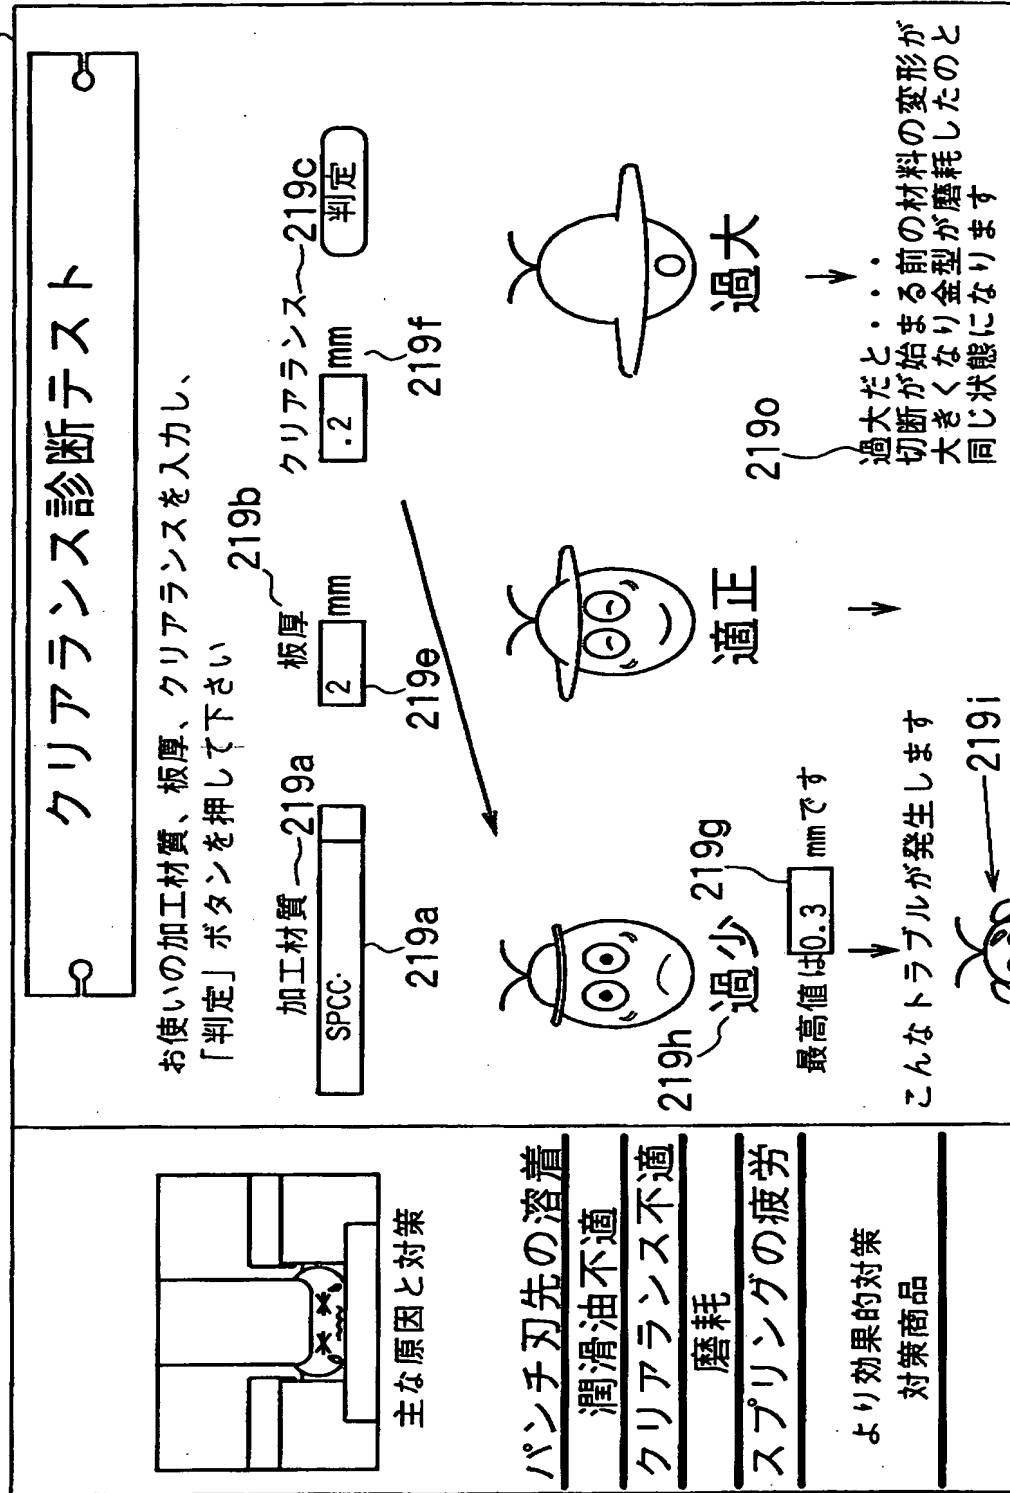 主な原因と対策
パンチ刃先の溶着
潤滑油不適
クリアランス不適
磨耗
スプリングの疲労
より効果的対策
対策商品
クリアランス診断テスト
お使いの加工材質、板厚、クリアランスを入力し、
「判定」ボタンを押して下さい
加工材質 219a
板厚 219b
クリアランス 219c
SPCC
2 mm
.2 mm
判定
219a
219e
219f
過少
適正
過大
219h
219g
219o
最高値は0.3 mmです
こんなトラブルが発生します
219i
過大だと・・・・
切断が始まる前の材料の変形が
大きくなり金型が磨耗したのと
同じ状態になります